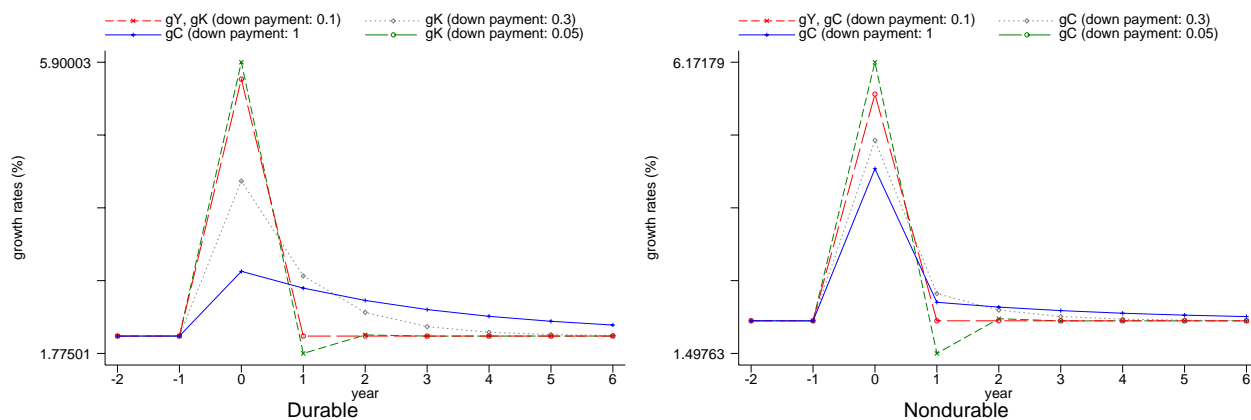 gY, gK (down payment: 0.1) gK (down payment: 0.3)
gC (down payment: 1) gK (down payment: 0.05)
5.90003
growth rates (%)
1.77501
-2 -1 0 1 2 3 4 5 6
year
Durable
gY, gC (down payment: 0.1) gC (down payment: 0.3)
gC (down payment: 1 gC (down payment: 0.05)
6.17179
growth rates (%)
1.49763
-2 -1 0 1 2 3 4 5 6
year
Nondurable